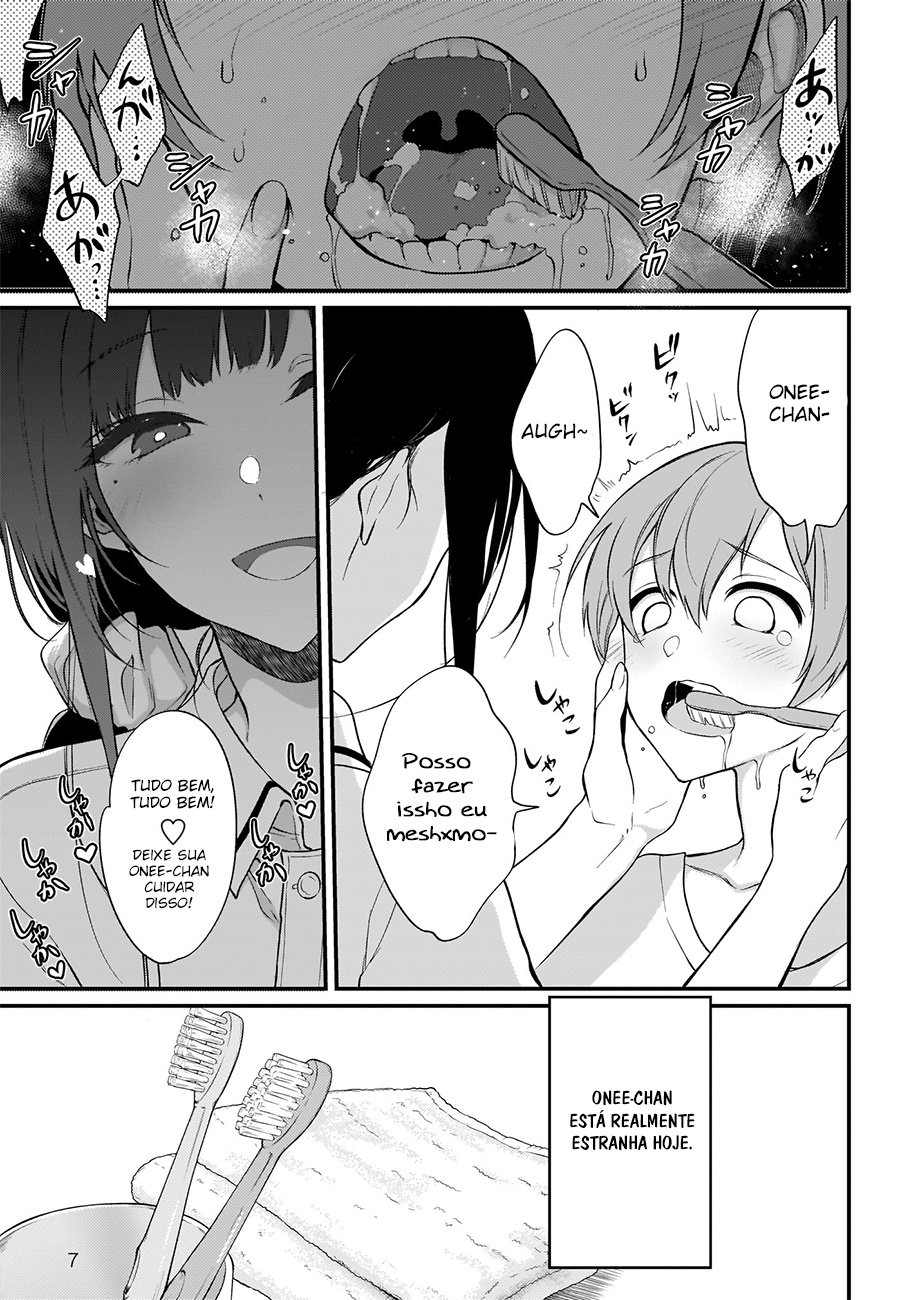 あッ…が
シャカ
シャカ
んが…
シャカ
シャカ
あがっ…
ONEE-
CHAN-
ビクッ
ビクンッ
AUGH~
しゃこ
しゃこ
Posso
fazer
issho eu
meshxmo-
TUDO BEM,
TUDO BEM!
♡
DEIXE SUA
ONEE-CHAN
CUIDAR
DISSO!
しゃか♡
しゃか
しゃか♡
しゃか
しゃか♡
ONEE-CHAN
ESTÁ REALMENTE
ESTRANHA HOJE.
7